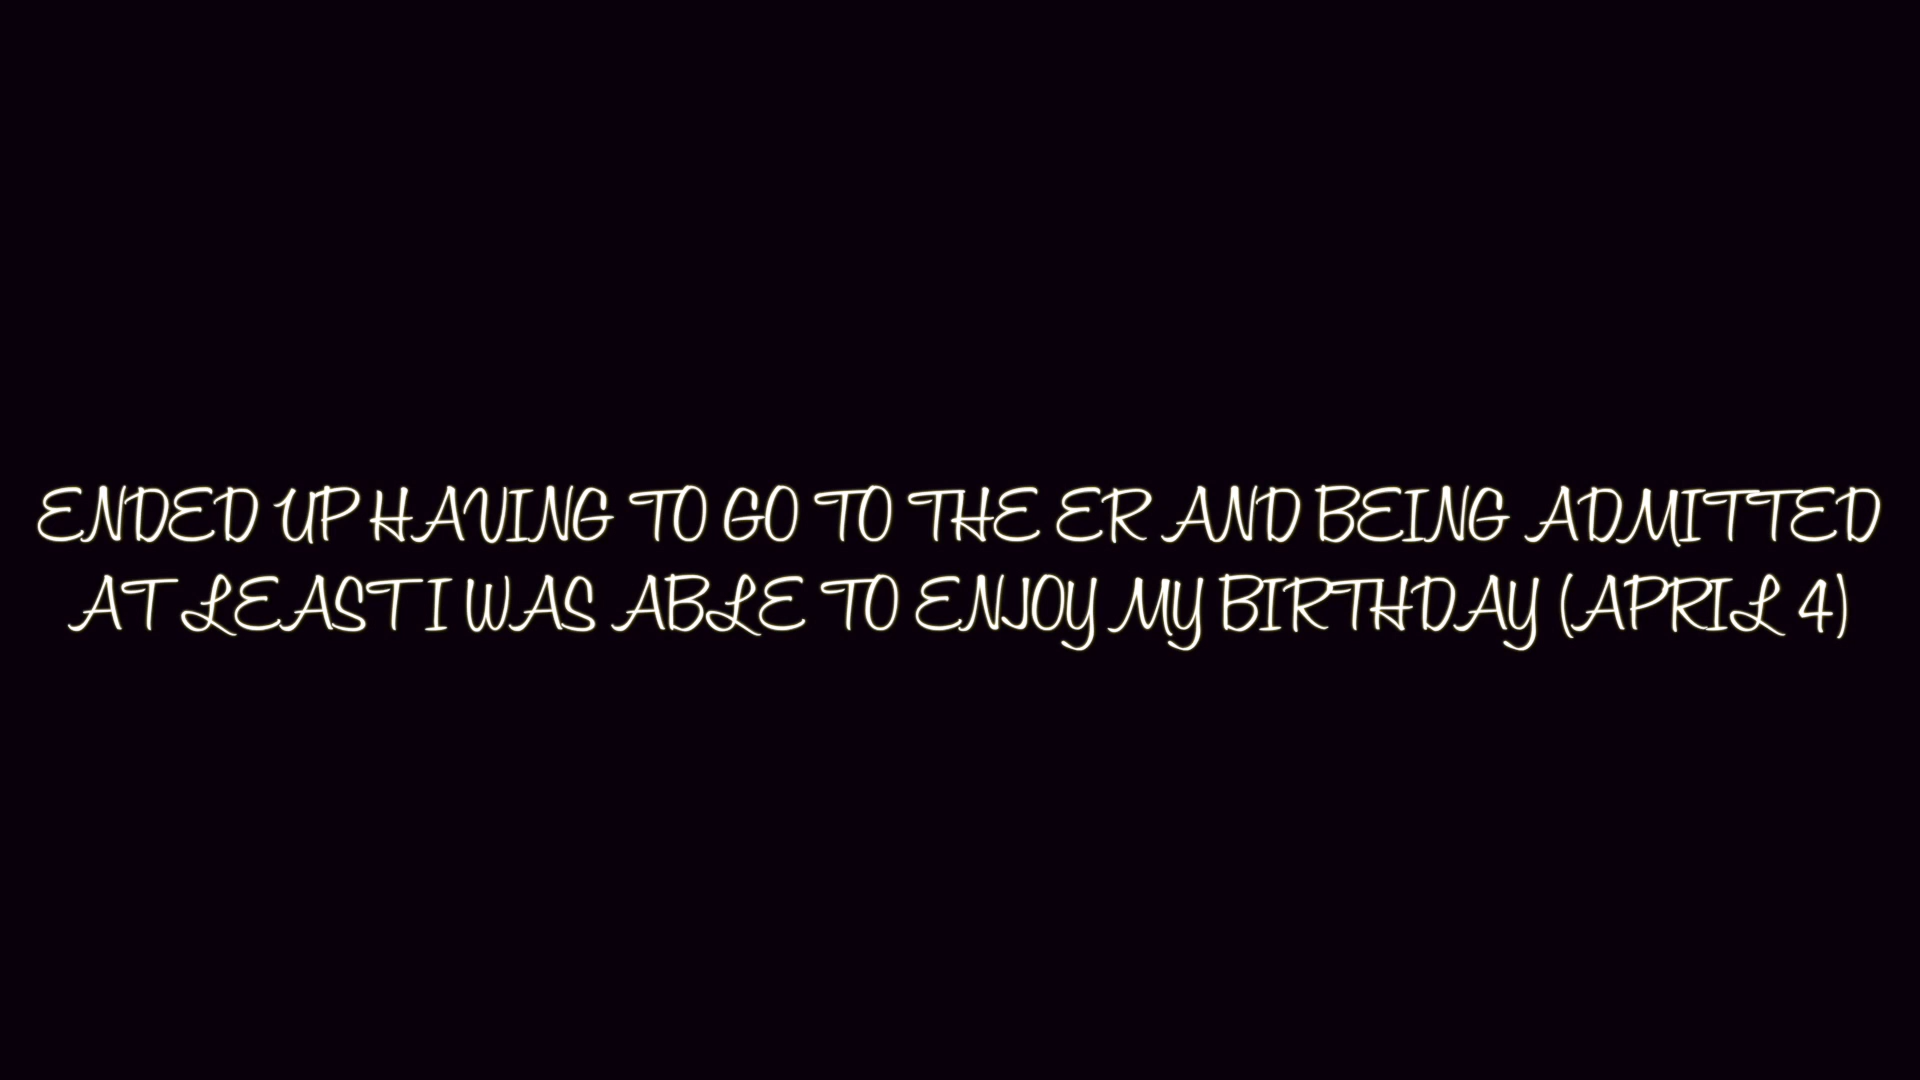 ENDED UP HAVING TO GO TO THE ER AND BEING ADMITTED
AT LEAST I WAS ABLE TO ENJOY MY BIRTHDAY (APRIL 4)